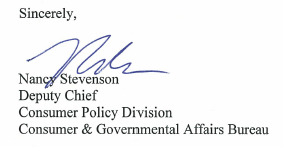 Sincerely,
Nancy Stevenson
Deputy Chief
Consumer Policy Division
Consumer & Governmental Affairs Bureau